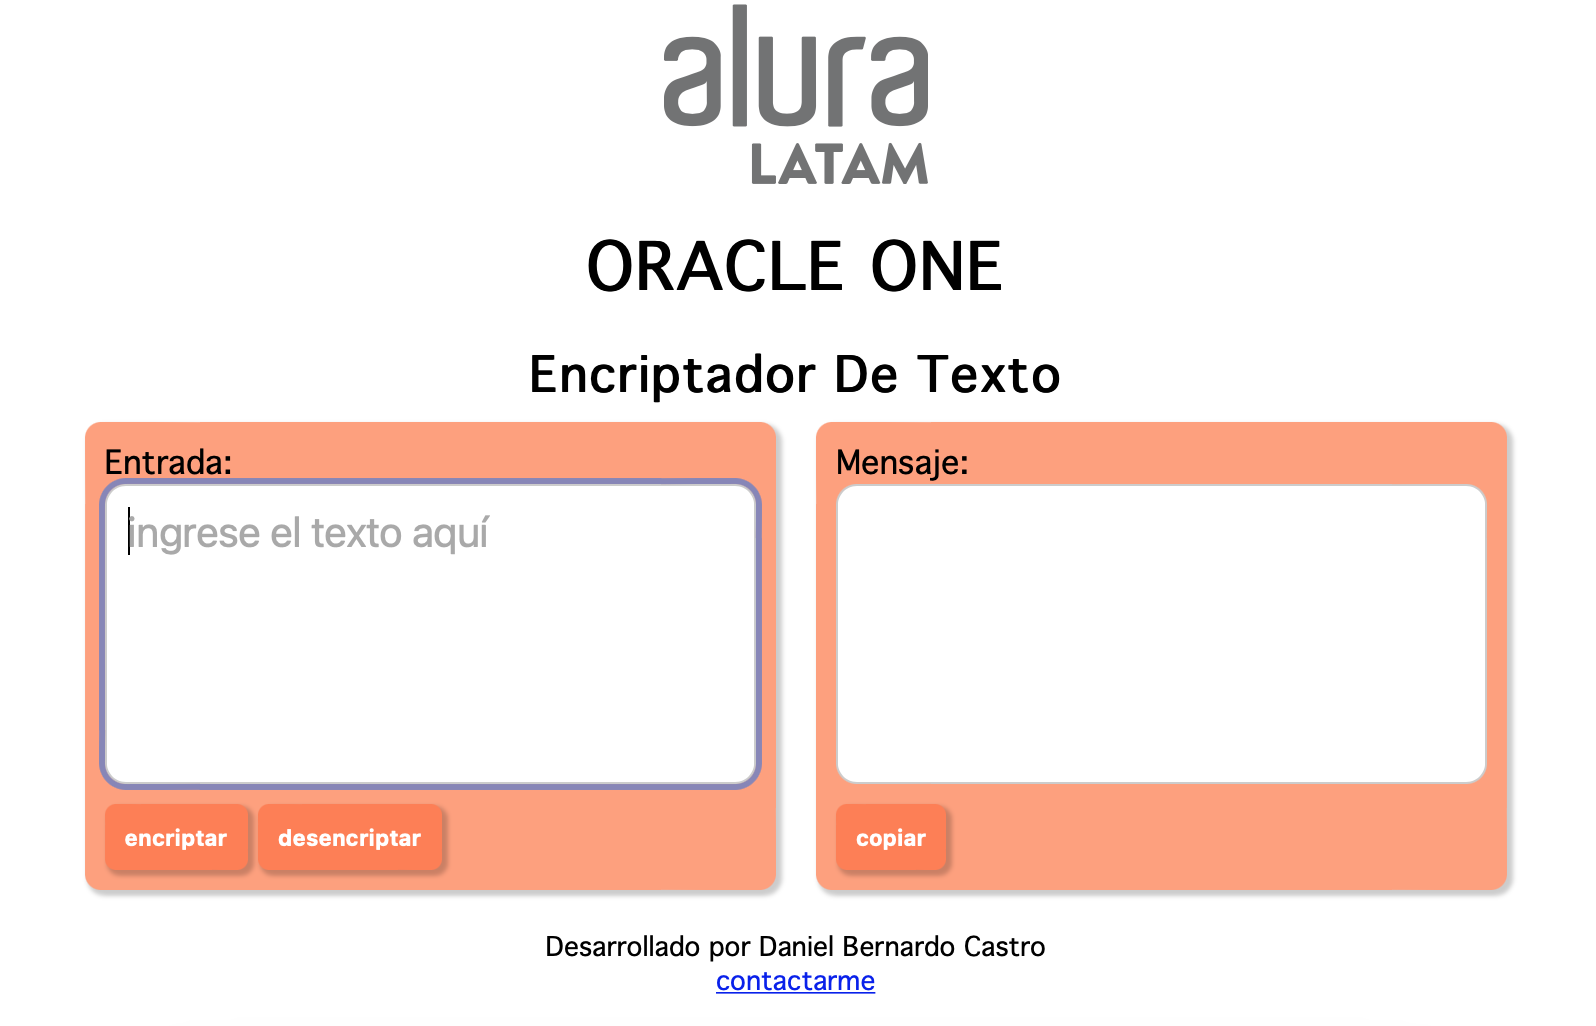 alura
LATAM
ORACLE ONE
Encriptador De Texto
Entrada:
ingrese el texto aquí
encriptar desencriptar
Mensaje:
copiar
Desarrollado por Daniel Bernardo Castro
contactarme